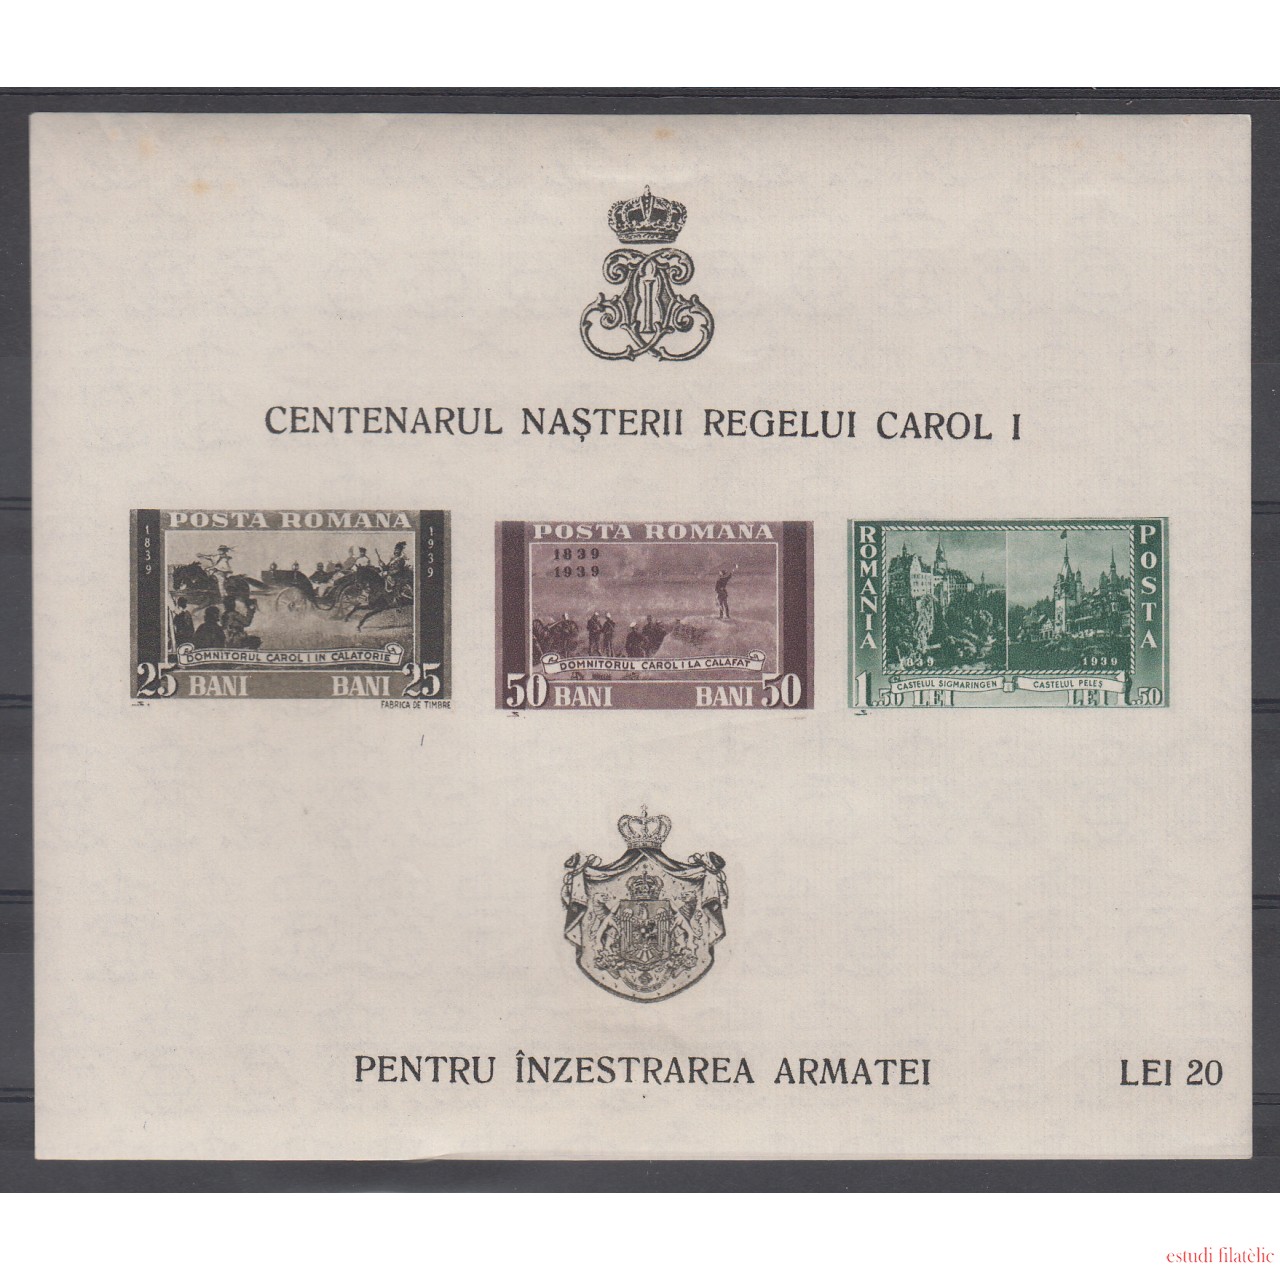 CENTENARUL NAȘTERII REGELUI CAROL I
POSTA ROMANA
1839
1939
DOMNITORUL CAROL I IN CALATORIE
25 BANI BANI 25
FABRICA DE TIMBRE
POSTA ROMANA
1839
1939
DOMNITORUL CAROL I LA CALAFAT
50 BANI BANI 50
ROMANIA
POSTA
1839 1939
CASTELUL SIGMARINGEN CASTELUL PELEȘ
1.50 LEI LEI 1.50
PENTRU ÎNZESTRAREA ARMATEI
LEI 20
estudi filatèlic